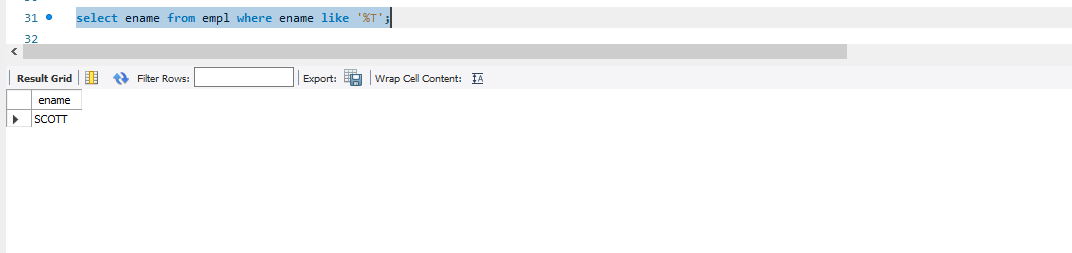 31 select ename from empl where ename like '%T';
32
Result Grid Filter Rows: Export: Wrap Cell Content: IA
ename
SCOTT